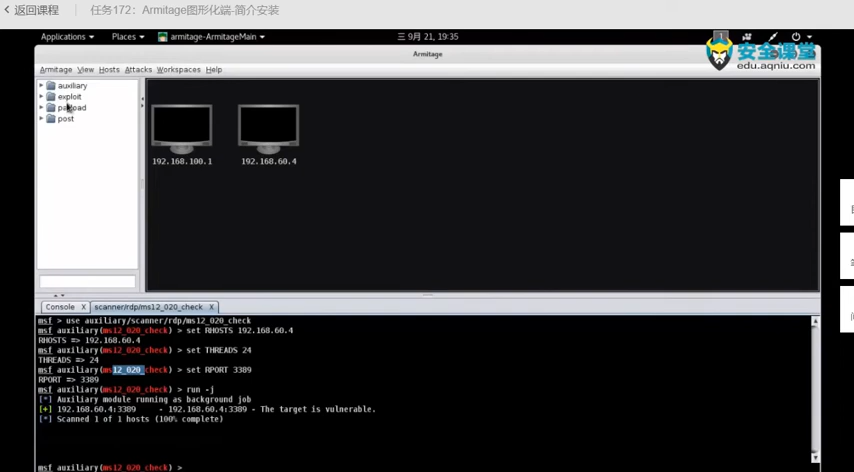 返回课程
任务172：Armitage图形化端-简介安装
Applications Places armitage-ArmitageMain 三 9月 21, 19:35 1
Armitage
安全课堂
edu.aqniu.com
Armitage View Hosts Attacks Workspaces Help
auxiliary
exploit
payload
post
192.168.100.1 192.168.60.4
Console X scanner/rdp/ms12_020_check X
msf > use auxiliary/scanner/rdp/ms12_020_check
msf auxiliary(ms12_020_check) > set RHOSTS 192.168.60.4
RHOSTS => 192.168.60.4
msf auxiliary(ms12_020_check) > set THREADS 24
THREADS => 24
msf auxiliary(ms12_020_check) > set RPORT 3389
RPORT => 3389
msf auxiliary(ms12_020_check) > run -j
[*] Auxiliary module running as background job
[+] 192.168.60.4:3389 - 192.168.60.4:3389 - The target is vulnerable.
[*] Scanned 1 of 1 hosts (100% complete)
msf auxiliary(ms12_020_check) >